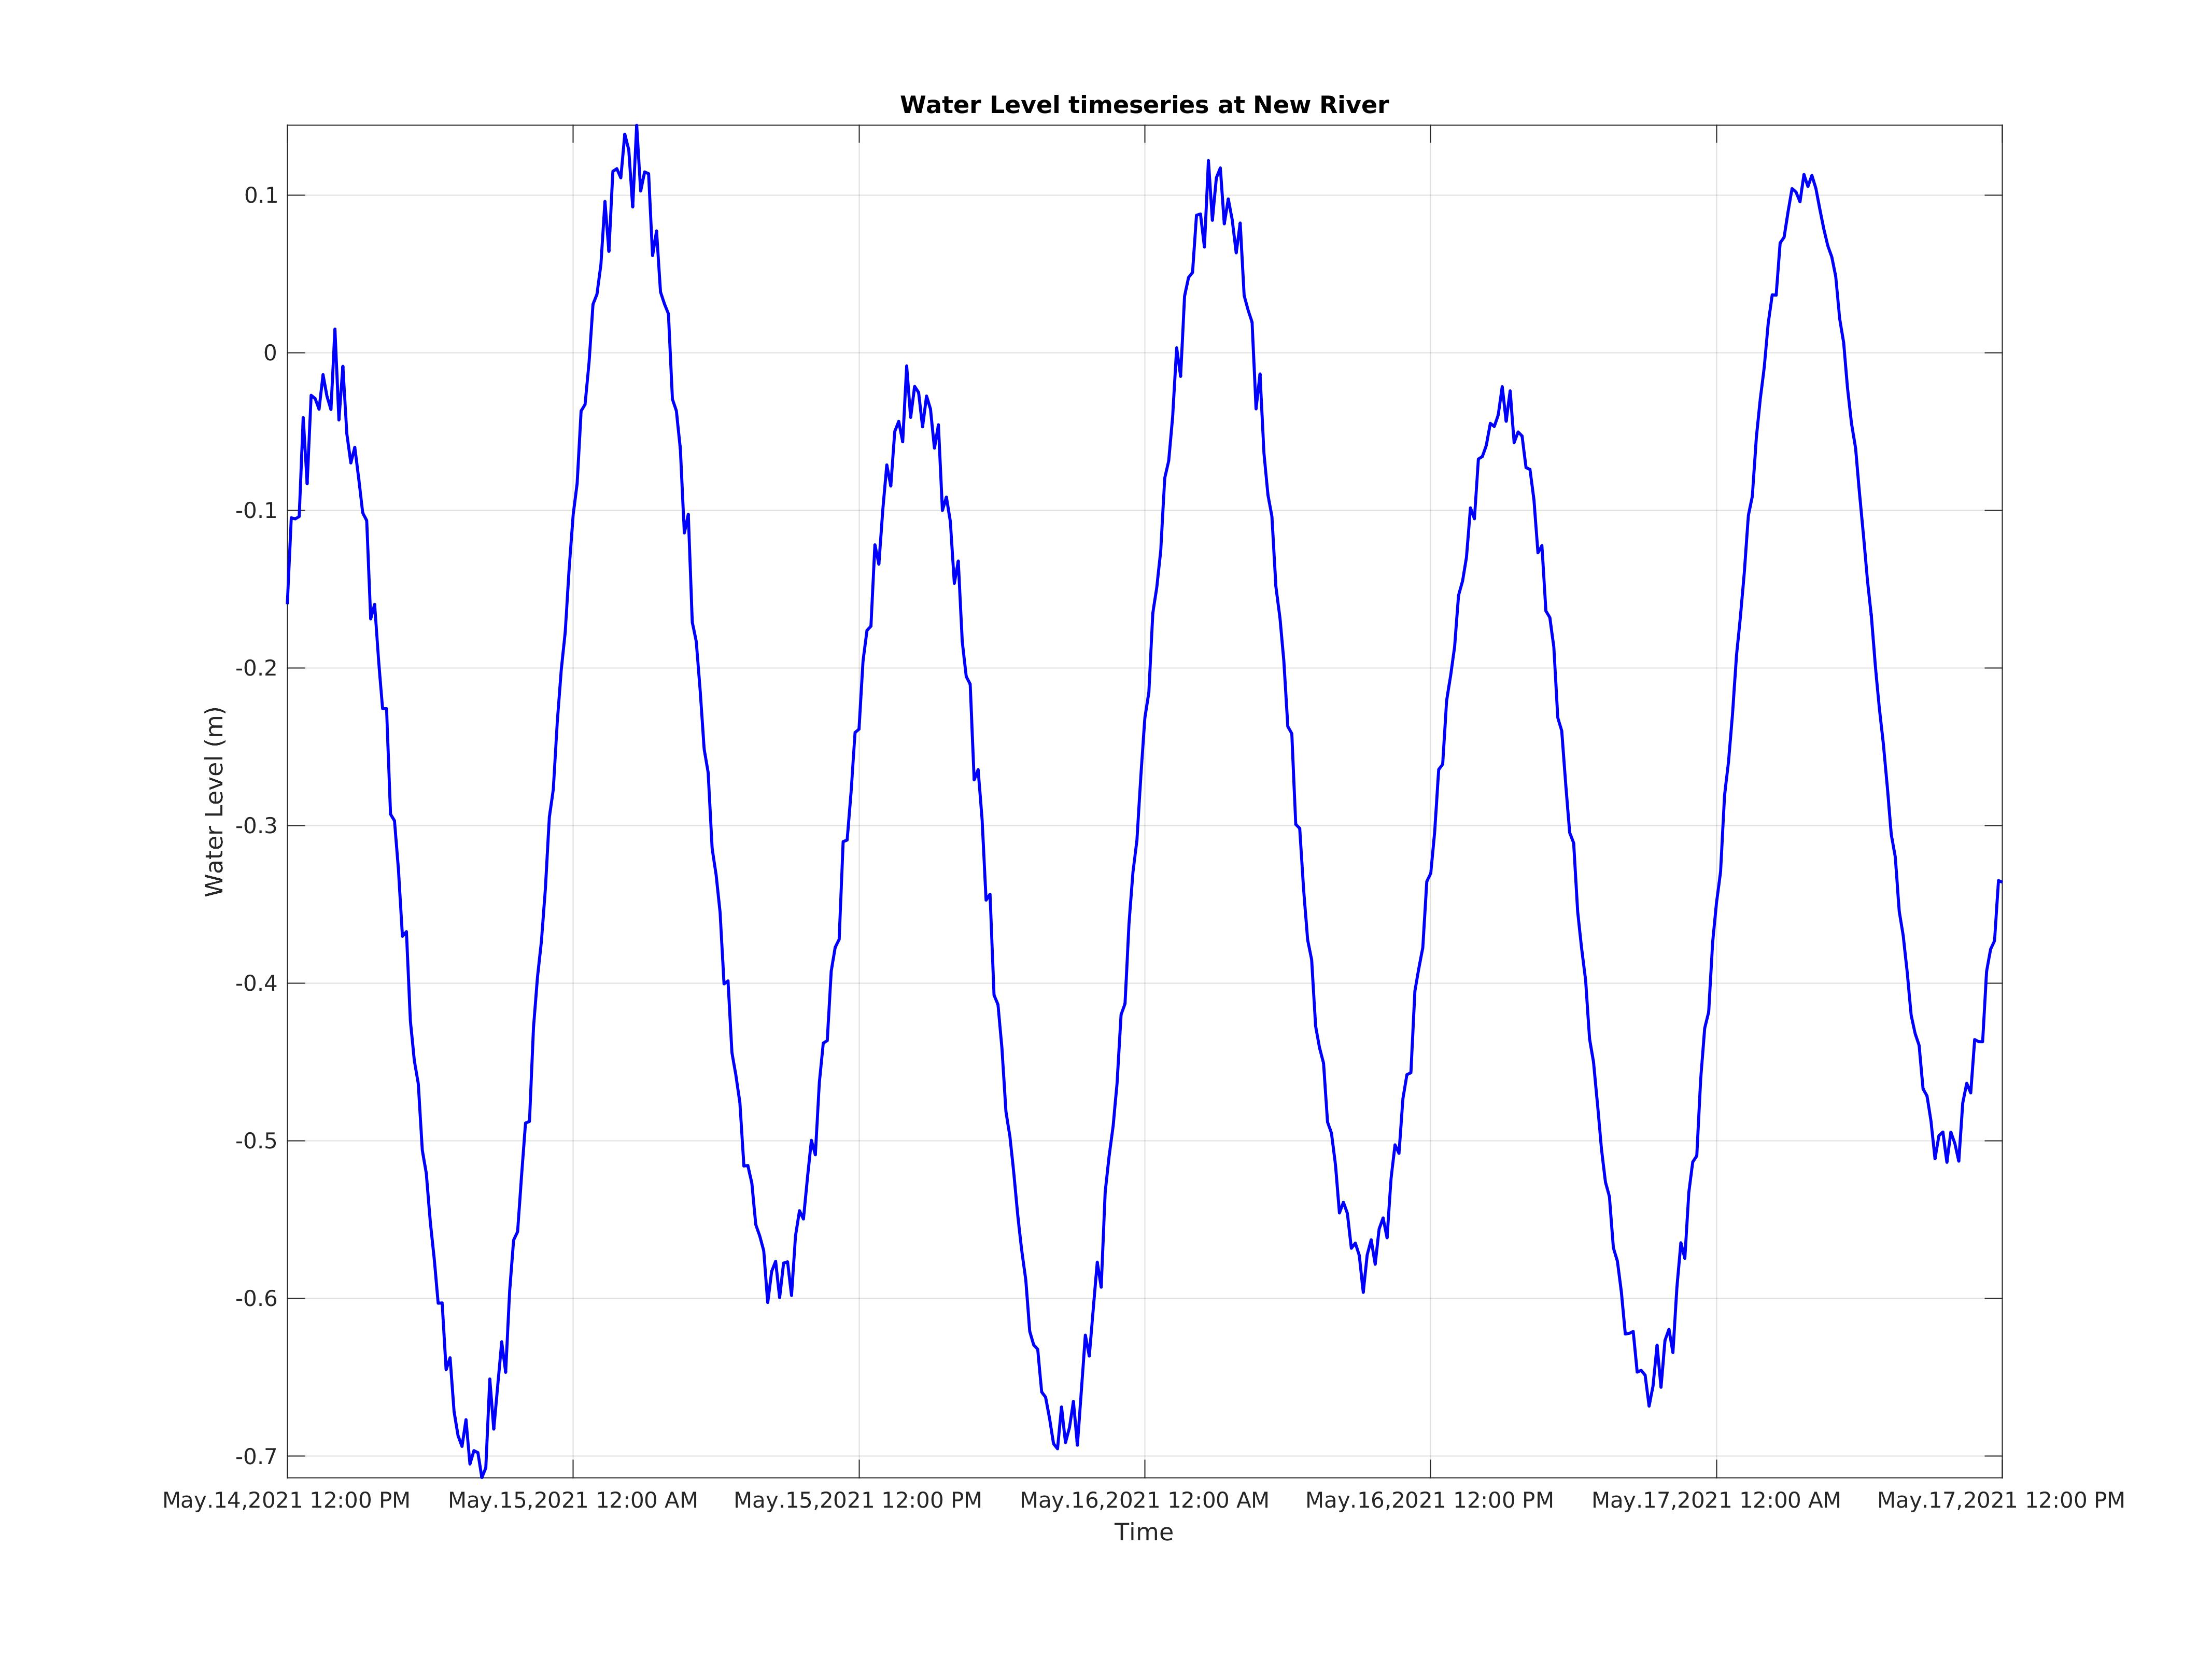 Water Level timeseries at New River
0.1
0
-0.1
-0.2
-0.3
-0.4
-0.5
-0.6
-0.7
Water Level (m)
May.14,2021 12:00 PM May.15,2021 12:00 AM May.15,2021 12:00 PM May.16,2021 12:00 AM May.16,2021 12:00 PM May.17,2021 12:00 AM May.17,2021 12:00 PM
Time